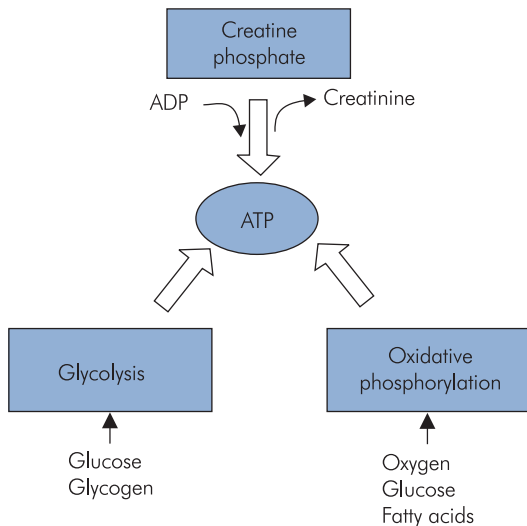 Creatine
phosphate
ADP
Creatinine
ATP
Glycolysis
Oxidative
phosphorylation
Glucose
Glycogen
Oxygen
Glucose
Fatty acids